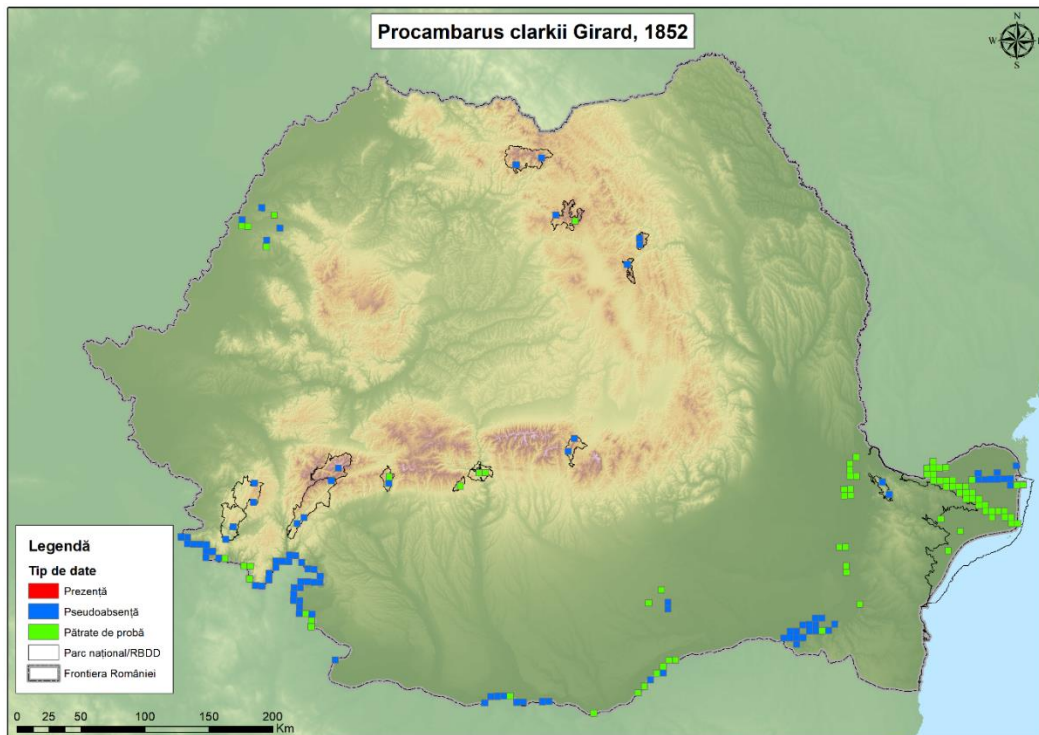 Procambarus clarkii Girard, 1852
N
W E
S
Legendă
Tip de date
Prezență
Pseudoabsență
Pătrate de probă
Parc național/RBDD
Frontiera României
0 25 50 100 150 200
Km